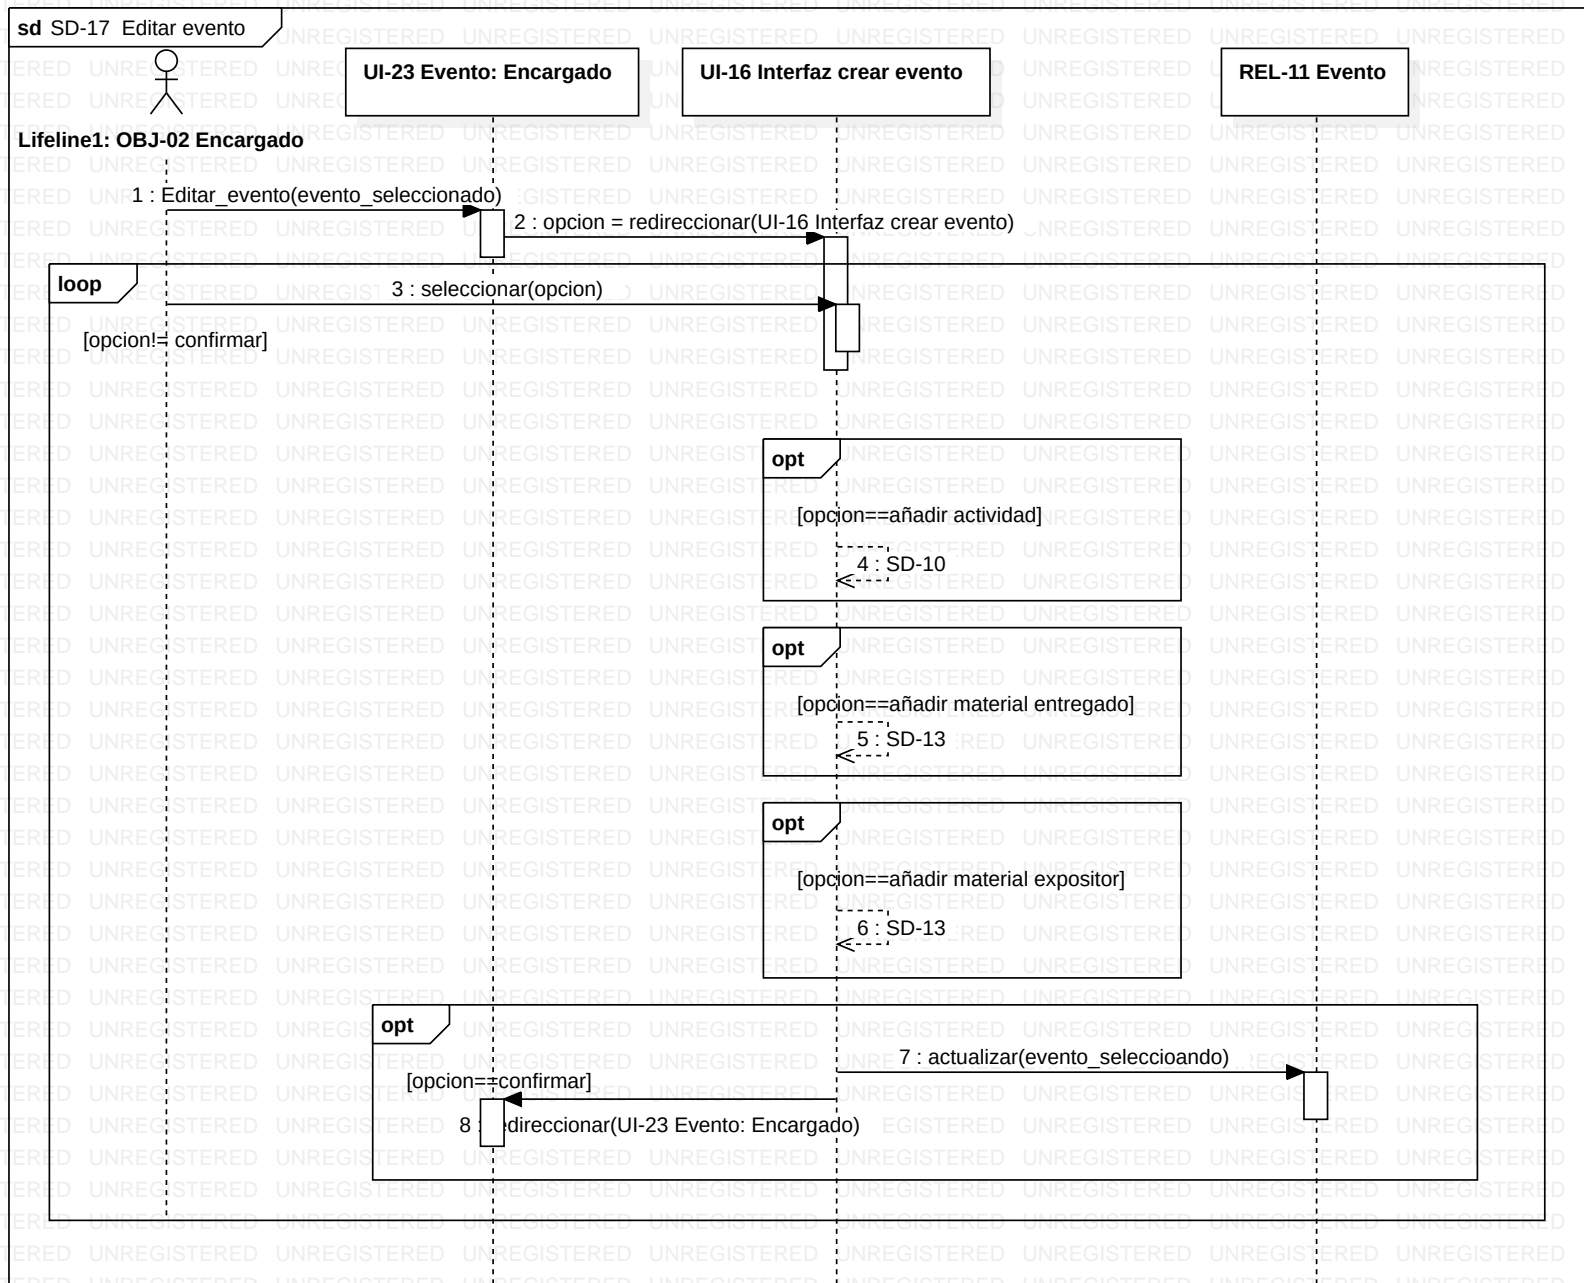 sd SD-17 Editar evento
UI-23 Evento: Encargado
UI-16 Interfaz crear evento
REL-11 Evento
Lifeline1: OBJ-02 Encargado
1 : Editar_evento(evento_seleccionado)
2 : opcion = redireccionar(UI-16 Interfaz crear evento)
loop
3 : seleccionar(opcion)
[opcion!= confirmar]
opt
[opcion==añadir actividad]
4 : SD-10
opt
[opcion==añadir material entregado]
5 : SD-13
opt
[opcion==añadir material expositor]
6 : SD-13
opt
7 : actualizar(evento_seleccioando)
[opcion==confirmar]
8 : redireccionar(UI-23 Evento: Encargado)
UNREGISTERED